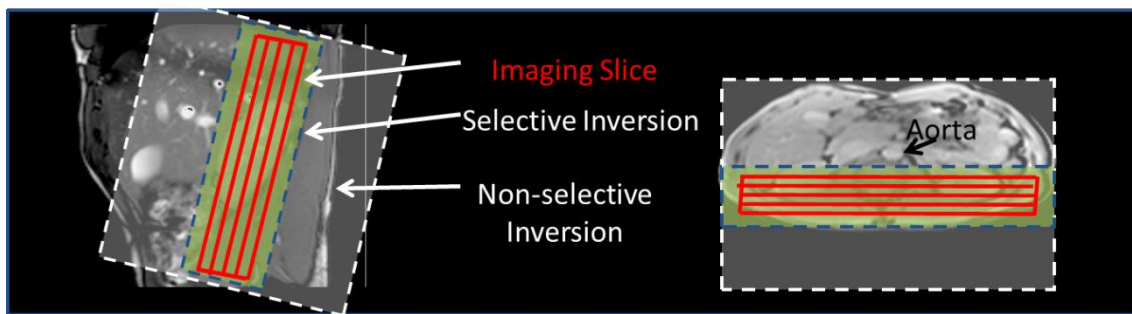 Imaging Slice
Selective Inversion
Non-selective
Inversion
Aorta